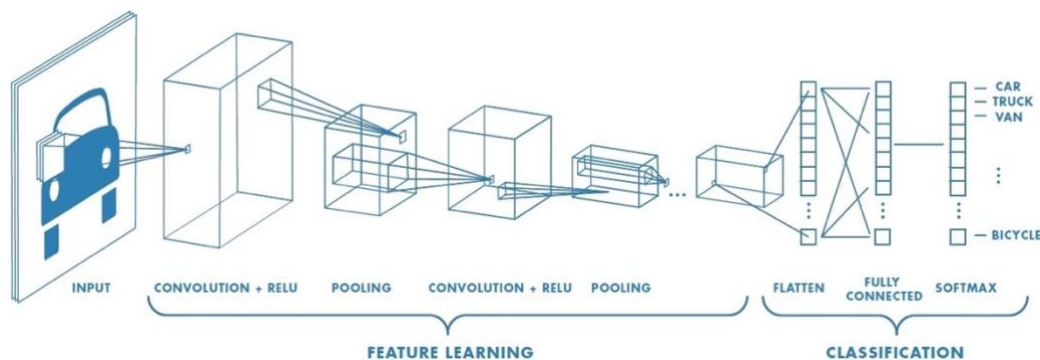 CAR
TRUCK
VAN
BICYCLE
INPUT
CONVOLUTION + RELU
POOLING
CONVOLUTION + RELU
POOLING
FLATTEN
FULLY
CONNECTED
SOFTMAX
FEATURE LEARNING
CLASSIFICATION